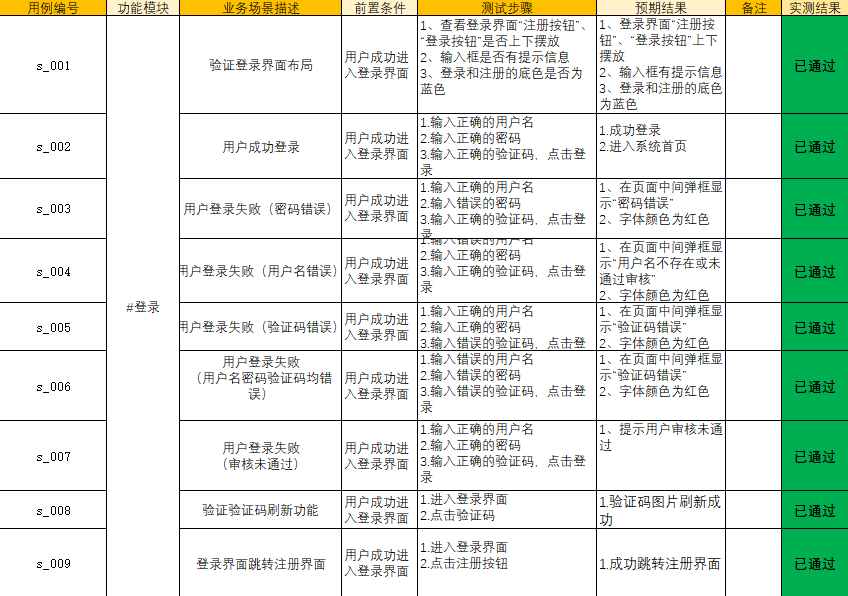 用例编号 功能模块 业务场景描述 前置条件 测试步骤 预期结果 备注 实测结果
s_001
#登录
验证登录界面布局
用户成功进
入登录界面
1、查看登录界面“注册按钮”、
“登录按钮”是否上下摆放
2、输入框是否有提示信息
3、登录和注册的底色是否为
蓝色
1、登录界面“注册按
钮”、“登录按钮”上下
摆放
2、输入框有提示信息
3、登录和注册的底色
为蓝色
已通过
s_002
用户成功登录
用户成功进
入登录界面
1.输入正确的用户名
2.输入正确的密码
3.输入正确的验证码，点击登
录
1.成功登录
2.进入系统首页
已通过
s_003
用户登录失败（密码错误）
用户成功进
入登录界面
1.输入正确的用户名
2.输入错误的密码
3.输入正确的验证码，点击登
录
1、在页面中间弹框显
示“密码错误”
2、字体颜色为红色
已通过
s_004
用户登录失败（用户名错误）
用户成功进
入登录界面
1.输入错误的用户名
2.输入正确的密码
3.输入正确的验证码，点击登
录
1、在页面中间弹框显
示“用户名不存在或未
通过审核”
2、字体颜色为红色
已通过
s_005
用户登录失败（验证码错误）
用户成功进
入登录界面
1.输入正确的用户名
2.输入正确的密码
3.输入错误的验证码，点击登
1、在页面中间弹框显
示“验证码错误”
2、字体颜色为红色
已通过
s_006
用户登录失败
（用户名密码验证码均错
误）
用户成功进
入登录界面
1.输入错误的用户名
2.输入错误的密码
3.输入错误的验证码，点击登
录
1、在页面中间弹框显
示“验证码错误”
2、字体颜色为红色
已通过
s_007
用户登录失败
（审核未通过）
用户成功进
入登录界面
1.输入正确的用户名
2.输入正确的密码
3.输入正确的验证码，点击登
录
1、提示用户审核未通
过
已通过
s_008
验证验证码刷新功能
用户成功进
入登录界面
1.进入登录界面
2.点击验证码
1.验证码图片刷新成
功
已通过
s_009
登录界面跳转注册界面
用户成功进
入登录界面
1.进入登录界面
2.点击注册按钮
1.成功跳转注册界面
已通过